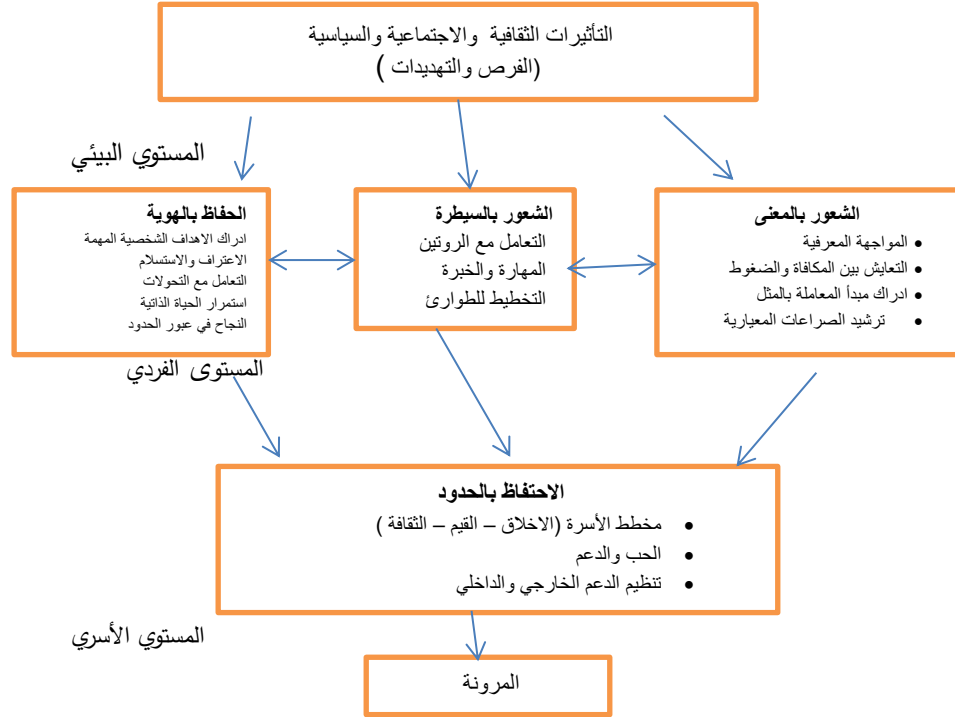 التأثيرات الثقافية والاجتماعية والسياسية
(الفرص والتهديدات )
المستوي البيئي
الشعور بالمعنى
• المواجهة المعرفية
• التعايش بين المكافاة والضغوط
• ادراك مبدأ المعاملة بالمثل
• ترشيد الصراعات المعيارية
الشعور بالسيطرة
التعامل مع الروتين
المهارة والخبرة
التخطيط للطوارئ
الحفاظ بالهوية
ادراك الاهداف الشخصية المهمة
الاعتراف والاستسلام
التعامل مع التحولات
استمرار الحياة الذاتية
النجاح في عبور الحدود
المستوى الفردي
الاحتفاظ بالحدود
• مخطط الأسرة (الاخلاق – القيم – الثقافة )
• الحب والدعم
• تنظيم الدعم الخارجي والداخلي
المستوي الأسري
المرونة